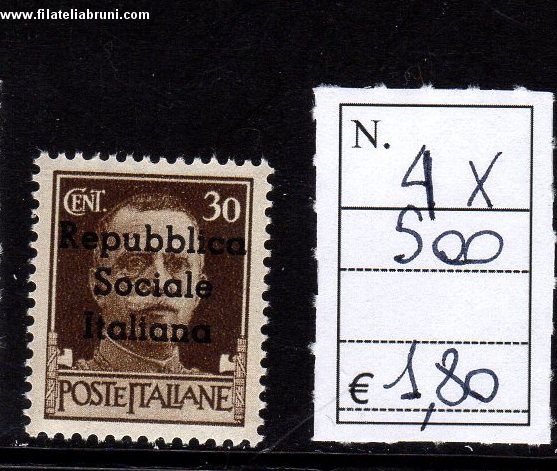 www.filateliabruni.com
CENT. 30
Repubblica
Sociale
Italiana
POSTE ITALIANE
N.
4 X
500
€ 1,80